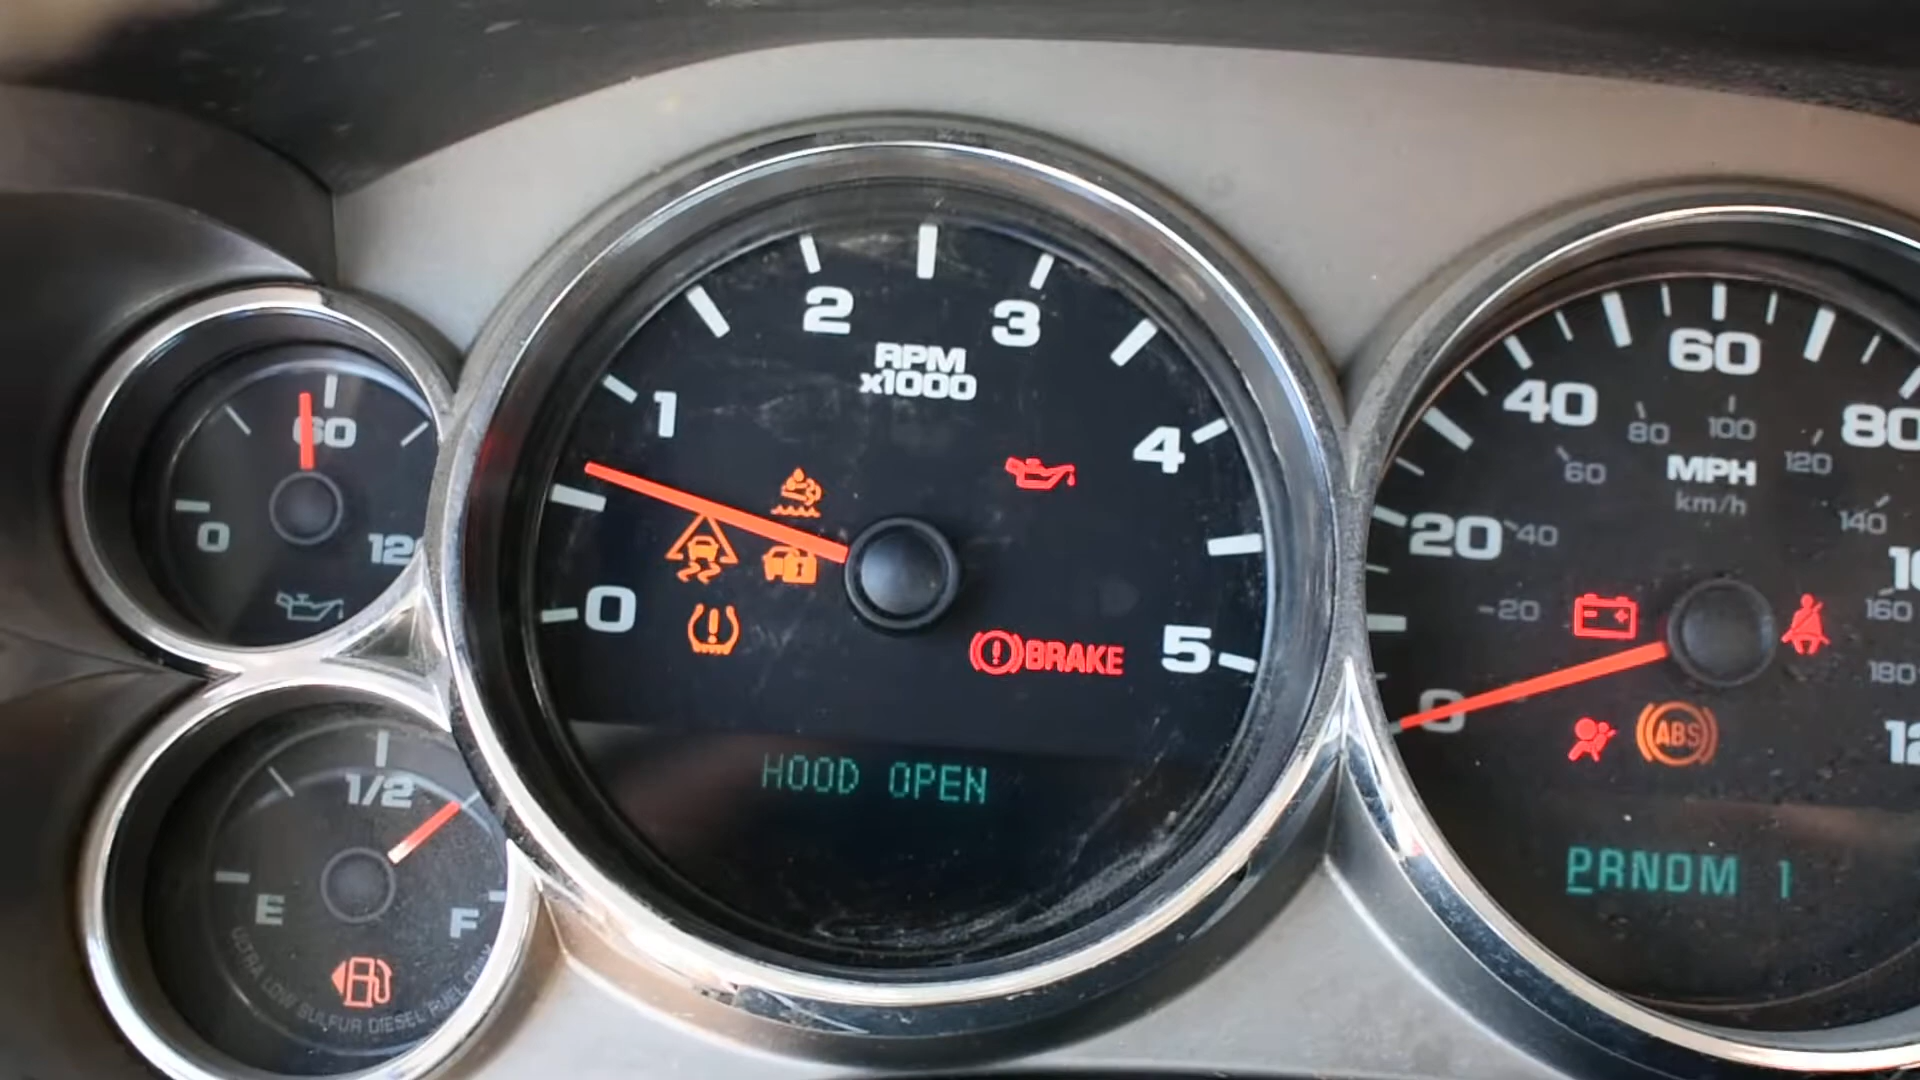 60
0
120
1/2
E
F
ULTRA LOW SULFUR DIESEL FUEL ONLY
0
1
2
3
4
5
RPM
x1000
BRAKE
HOOD OPEN
0
20
40
60
80
MPH
km/h
20
40
60
80
100
120
140
160
180
ABS
PRNDM 1